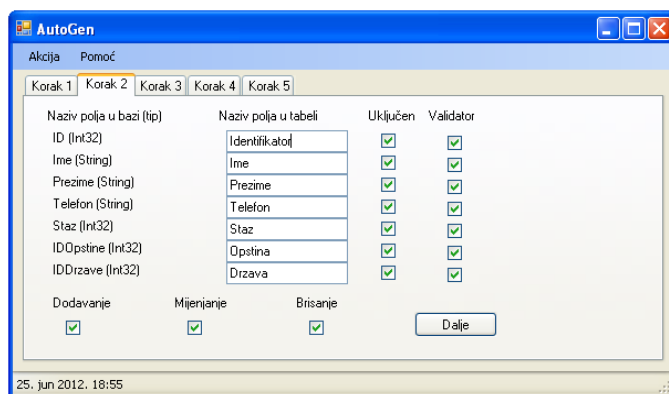 AutoGen
Akcija Pomoć
Korak 1 Korak 2 Korak 3 Korak 4 Korak 5
Naziv polja u bazi (tip) Naziv polja u tabeli Uključen Validator
ID (Int32) Identifikator
Ime (String) Ime
Prezime (String) Prezime
Telefon (String) Telefon
Staz (Int32) Staz
IDOpstine (Int32) Opstina
IDDrzave (Int32) Drzava
Dodavanje Mijenjanje Brisanje
Dalje
25. jun 2012. 18:55